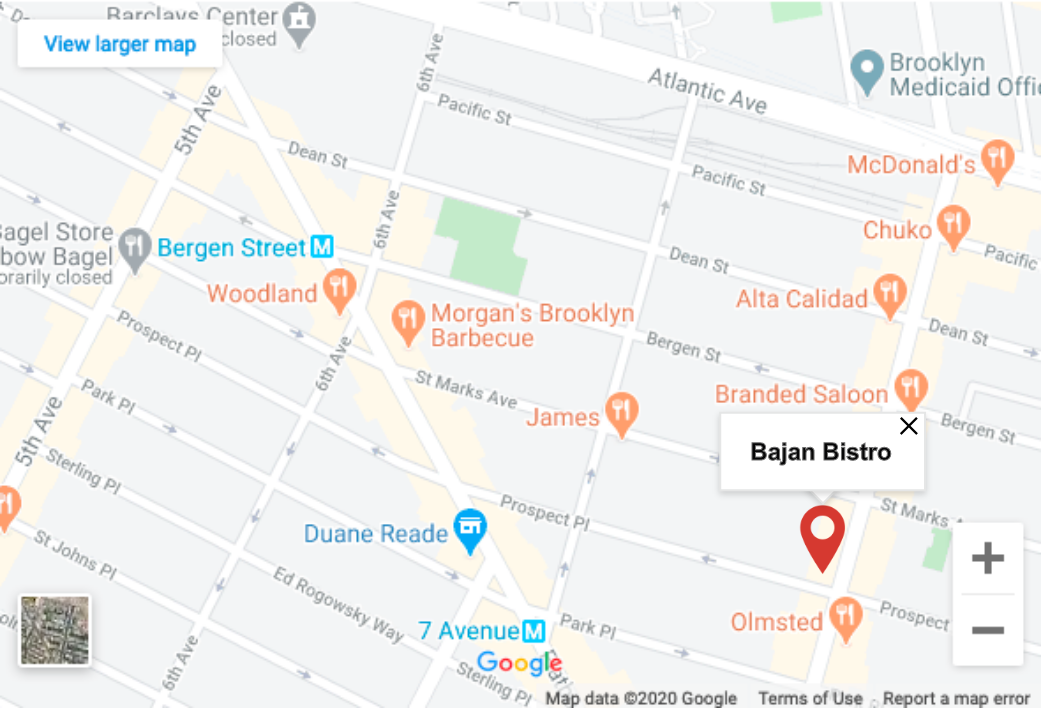 Barclays Center
closed
View larger map
6th Ave
Atlantic Ave
Brooklyn
Medicaid Offi
5th Ave
Pacific St
McDonald's
Dean St
Pacific St
Chuko
Pacific
6th Ave
Bagel Store
bow Bagel
orarily closed
Bergen Street M
Dean St
Woodland
Alta Calidad
Morgan's Brooklyn
Barbecue
Dean St
Prospect Pl
6th Ave
Bergen St
St Marks Ave
Branded Saloon
Park Pl
James
Bergen St
5th Ave
Bajan Bistro
Sterling Pl
Prospect Pl
St Marks A
Duane Reade
St Johns Pl
Ed Rogowsky Way
Prospect
Olmsted
Park Pl
7 Avenue M
6th Ave
Google
Sterling Pl
Map data ©2020 Google
Terms of Use
Report a map error